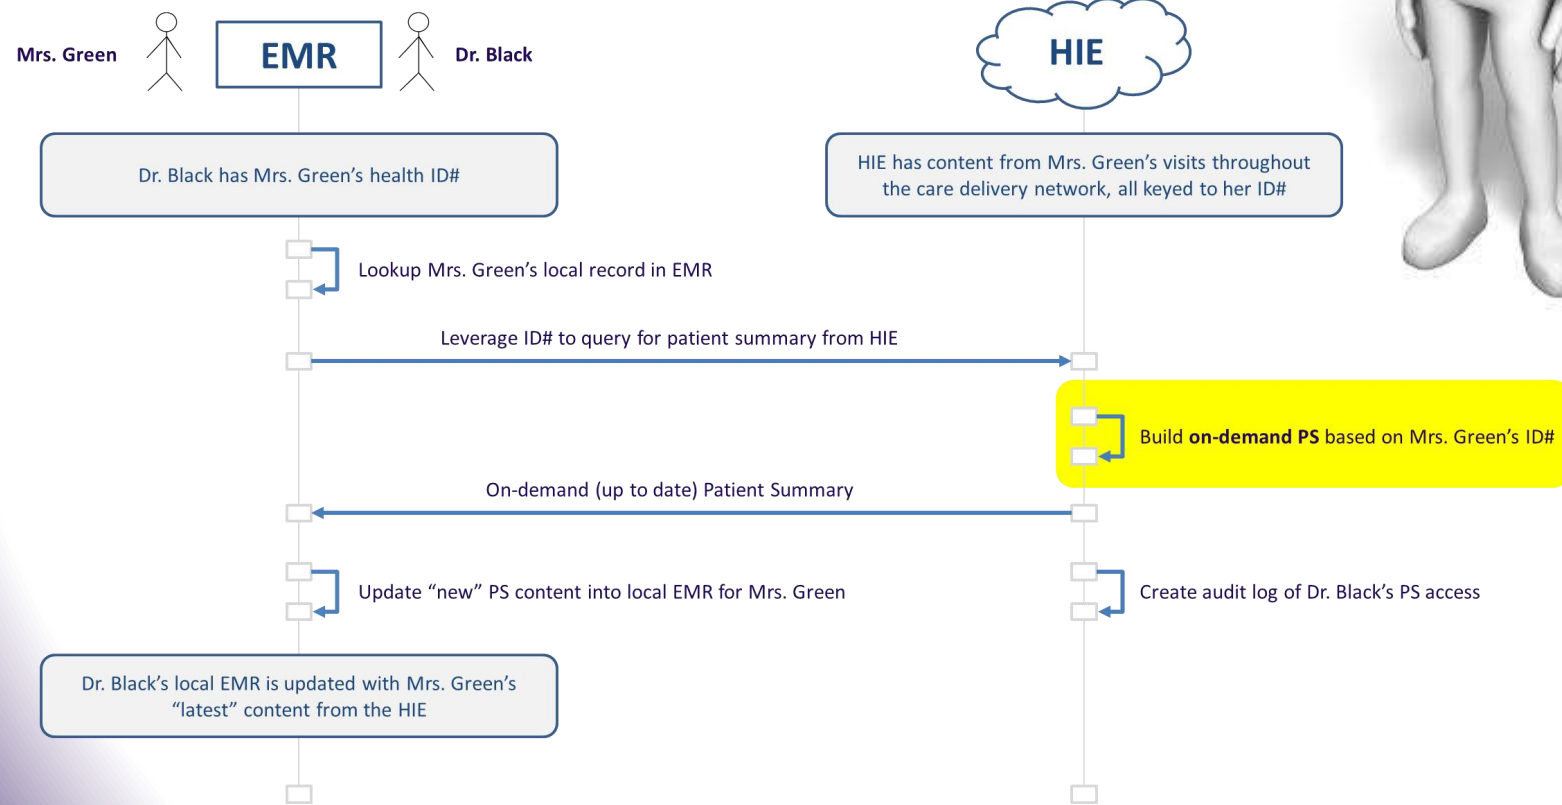 Mrs. Green
EMR
Dr. Black
HIE
Dr. Black has Mrs. Green’s health ID#
HIE has content from Mrs. Green’s visits throughout
the care delivery network, all keyed to her ID#
Lookup Mrs. Green’s local record in EMR
Leverage ID# to query for patient summary from HIE
Build on-demand PS based on Mrs. Green’s ID#
On-demand (up to date) Patient Summary
Update “new” PS content into local EMR for Mrs. Green
Create audit log of Dr. Black’s PS access
Dr. Black’s local EMR is updated with Mrs. Green’s
“latest” content from the HIE